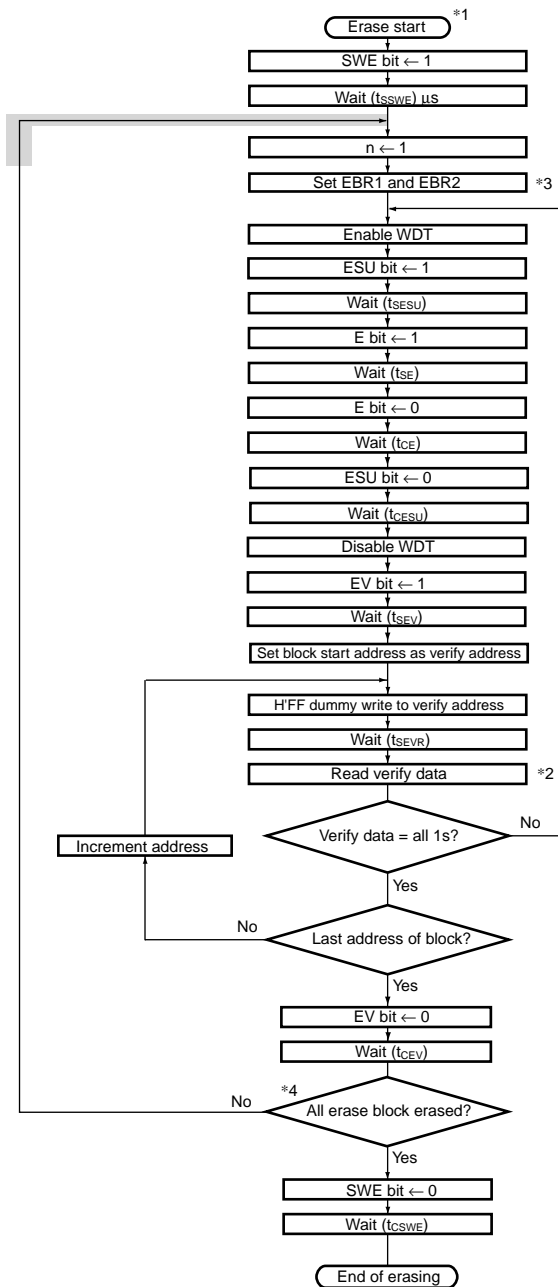 Erase start *1
SWE bit ← 1
Wait (tSSWE) µs
n ← 1
Set EBR1 and EBR2 *3
Enable WDT
ESU bit ← 1
Wait (tSESU)
E bit ← 1
Wait (tSE)
E bit ← 0
Wait (tCE)
ESU bit ← 0
Wait (tCESU)
Disable WDT
EV bit ← 1
Wait (tSEV)
Set block start address as verify address
H'FF dummy write to verify address
Wait (tSEVR)
Read verify data *2
Verify data = all 1s?
No
Increment address
Yes
No
Last address of block?
Yes
EV bit ← 0
Wait (tCEV)
*4
No
All erase block erased?
Yes
SWE bit ← 0
Wait (tCSWE)
End of erasing